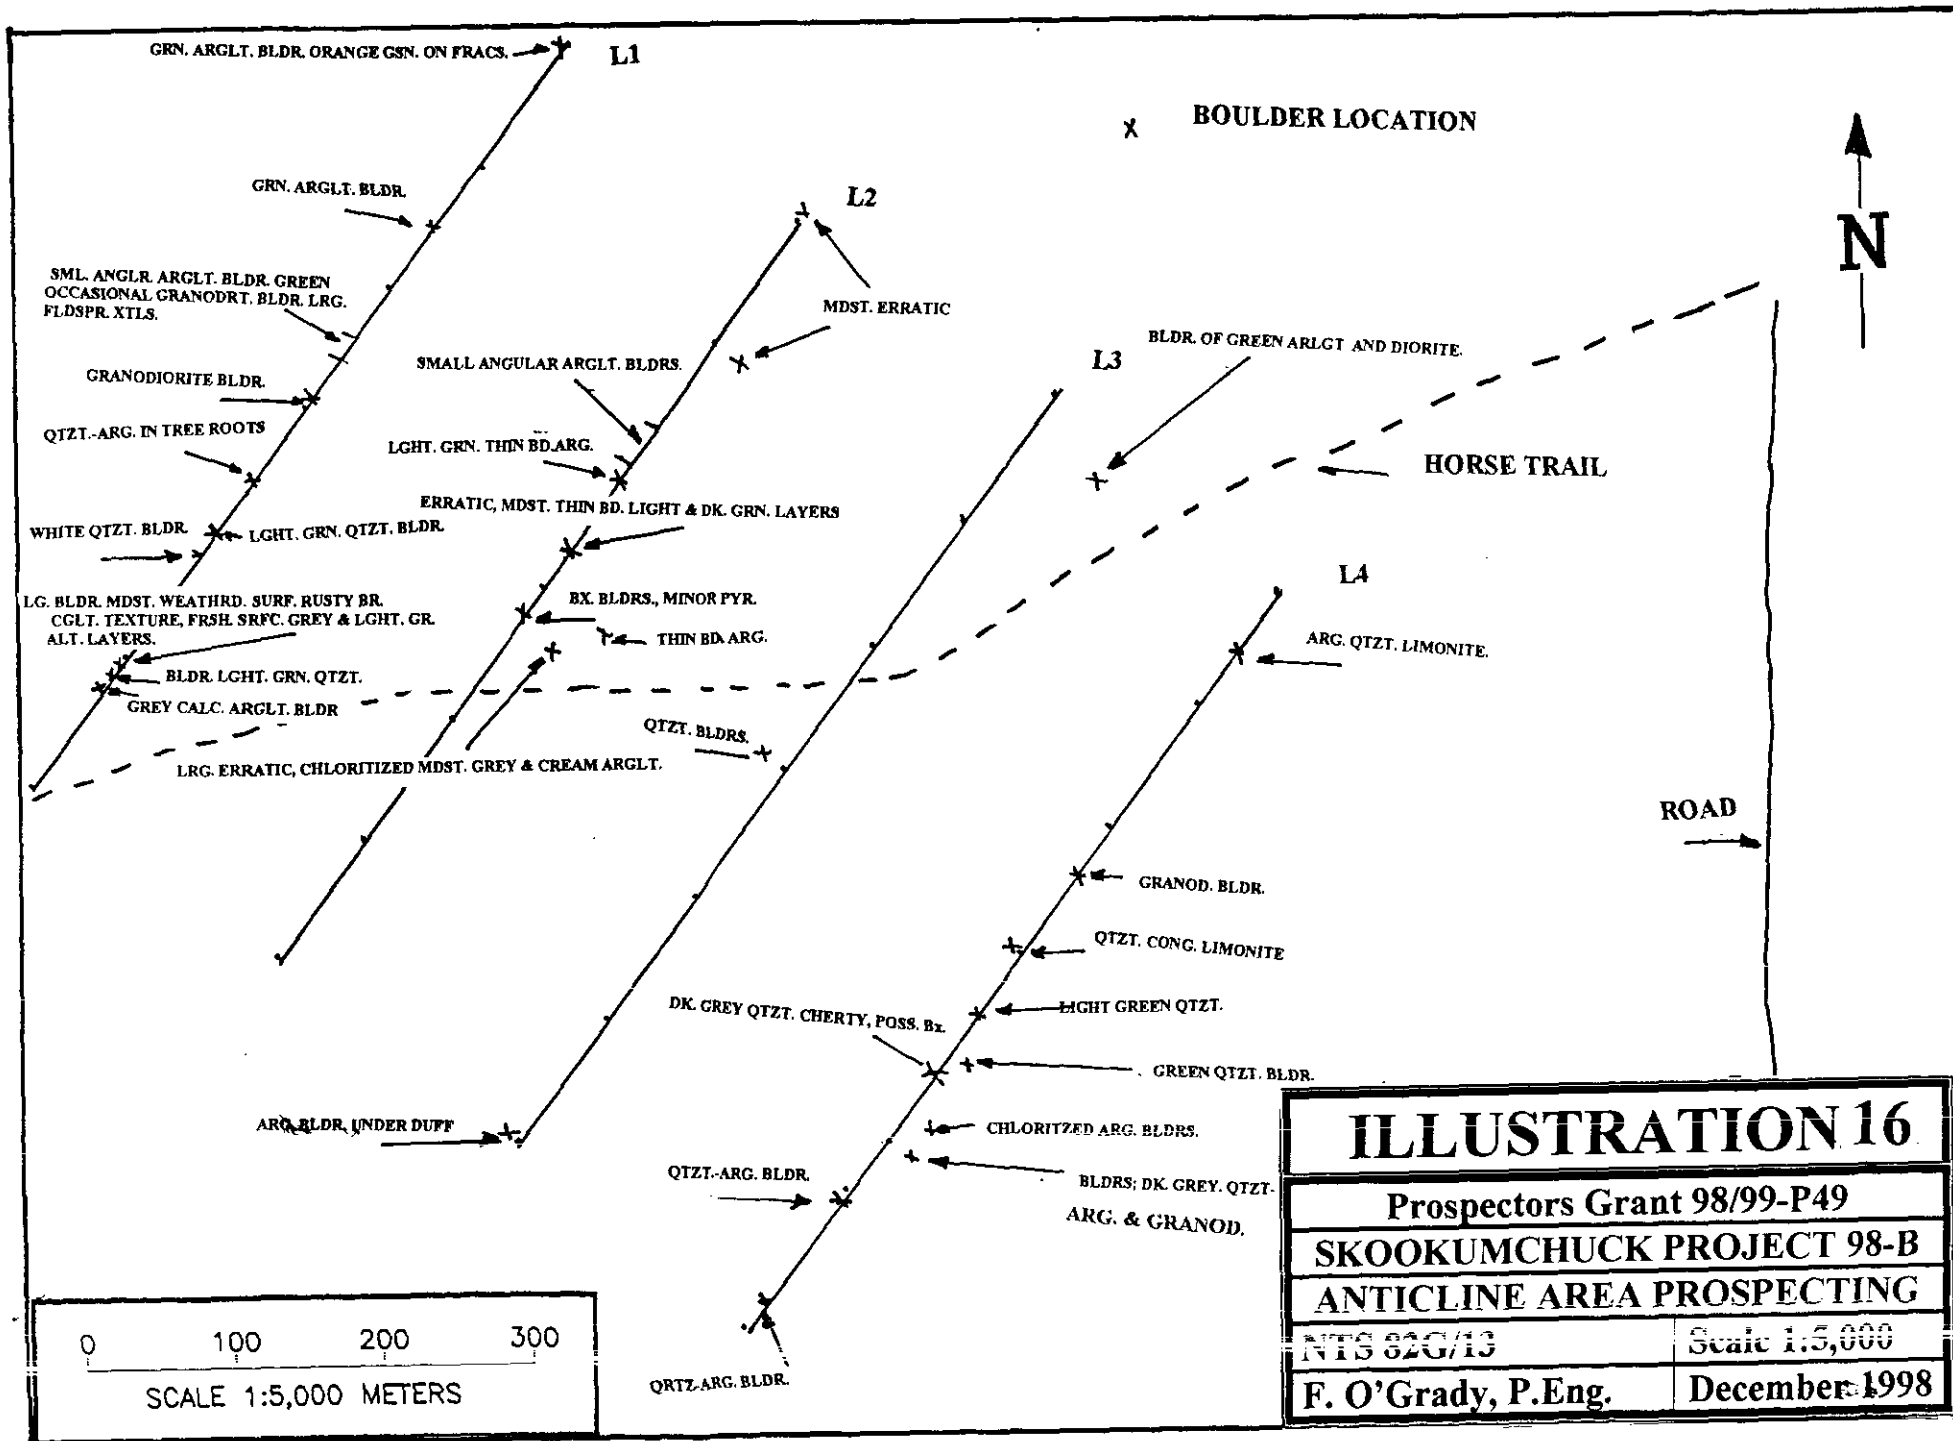 GRN. ARGLT. BLDR. ORANGE GSN. ON FRACS.
L1
BOULDER LOCATION
X
GRN. ARGLT. BLDR.
L2
N
SML. ANGLR. ARGLT. BLDR. GREEN
OCCASIONAL GRANODRT. BLDR. LRG.
FLDSPR. XTLS.
MDST. ERRATIC
BLDR. OF GREEN ARLGT AND DIORITE.
SMALL ANGULAR ARGLT. BLDRS.
L3
GRANODIORITE BLDR.
QTZT.-ARG. IN TREE ROOTS
LGHT. GRN. THIN BD.ARG.
HORSE TRAIL
ERRATIC, MDST. THIN BD. LIGHT & DK. GRN. LAYERS
WHITE QTZT. BLDR.
LGHT. GRN. QTZT. BLDR.
L4
LG. BLDR. MDST. WEATHRD. SURF. RUSTY BR.
CGLT. TEXTURE, FRSH. SRFC. GREY & LGHT. GR.
ALT. LAYERS.
BX. BLDRS., MINOR PYR.
THIN BD. ARG.
ARG. QTZT. LIMONITE.
BLDR. LGHT. GRN. QTZT.
GREY CALC. ARGLT. BLDR
QTZT. BLDRS.
LRG. ERRATIC, CHLORITIZED MDST. GREY & CREAM ARGLT.
ROAD
GRANOD. BLDR.
QTZT. CONG. LIMONITE
DK. GREY QTZT. CHERTY, POSS. Bx.
LIGHT GREEN QTZT.
GREEN QTZT. BLDR.
ARG. BLDR. UNDER DUFF
CHLORITZED ARG. BLDRS.
QTZT.-ARG. BLDR.
BLDRS; DK. GREY. QTZT-
ARG. & GRANOD.
QRTZ-ARG. BLDR.
0 100 200 300
SCALE 1:5,000 METERS
ILLUSTRATION 16
Prospectors Grant 98/99-P49
SKOOKUMCHUCK PROJECT 98-B
ANTICLINE AREA PROSPECTING
NTS 82G/13
Scale 1:5,000
F. O'Grady, P.Eng.
December 1998